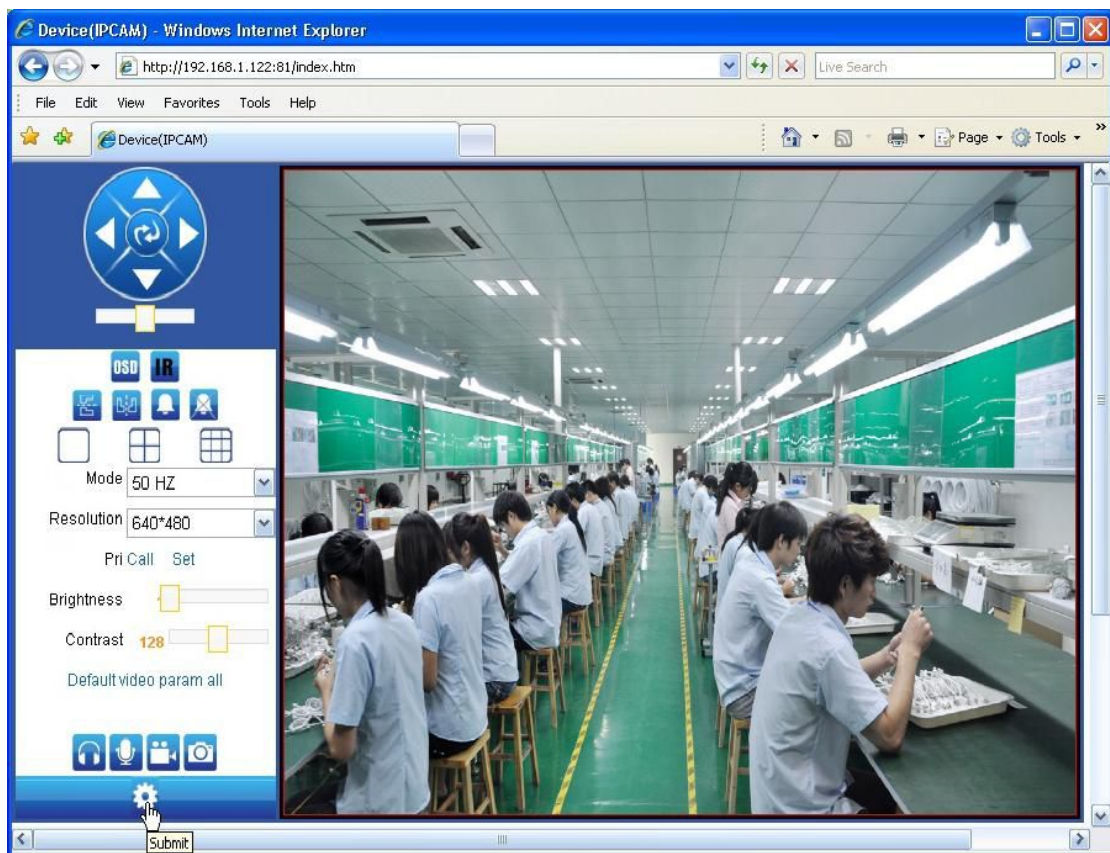 Device(IPCAM) - Windows Internet Explorer
http://192.168.1.122:81/index.htm
Live Search
File Edit View Favorites Tools Help
Device(IPCAM)
Page Tools »
OSD IR
Mode 50 HZ
Resolution 640*480
Pri Call Set
Brightness
Contrast 128
Default video param all
Submit